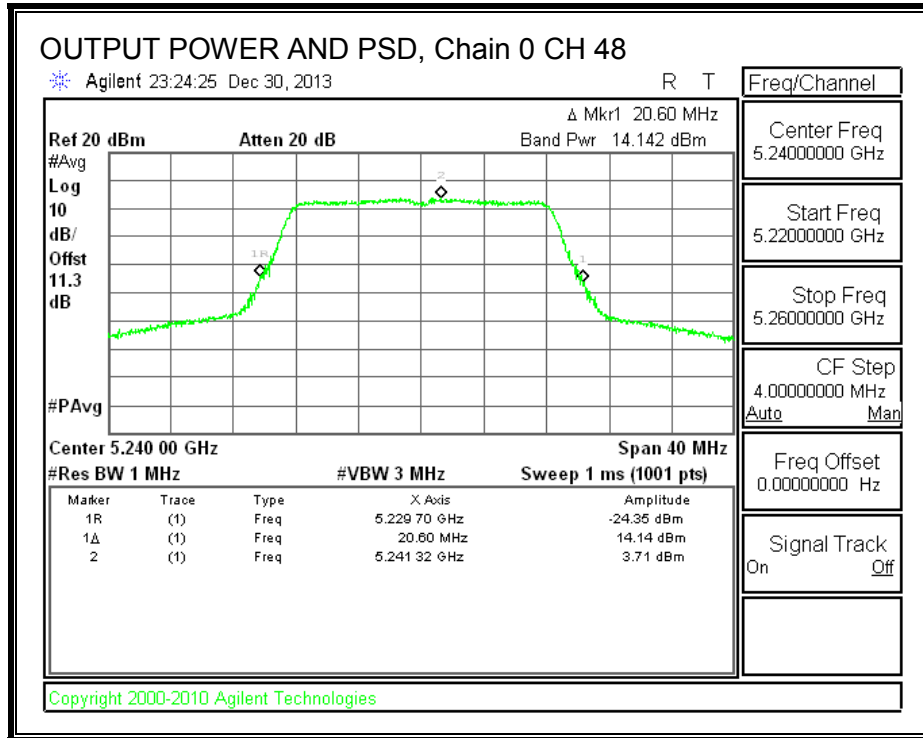 OUTPUT POWER AND PSD, Chain 0 CH 48
Agilent 23:24:25 Dec 30, 2013 R T
Δ Mkr1 20.60 MHz
Ref 20 dBm Atten 20 dB Band Pwr 14.142 dBm
#Avg
Log
10
dB/
Offst
11.3
dB
#PAvg
2
1R
1
Center 5.240 00 GHz Span 40 MHz
#Res BW 1 MHz #VBW 3 MHz Sweep 1 ms (1001 pts)
Marker Trace Type X Axis Amplitude
1R (1) Freq 5.229 70 GHz -24.35 dBm
1Δ (1) Freq 20.60 MHz 14.14 dBm
2 (1) Freq 5.241 32 GHz 3.71 dBm
Freq/Channel
Center Freq
5.24000000 GHz
Start Freq
5.22000000 GHz
Stop Freq
5.26000000 GHz
CF Step
4.00000000 MHz
Auto Man
Freq Offset
0.00000000 Hz
Signal Track
On Off
Copyright 2000-2010 Agilent Technologies